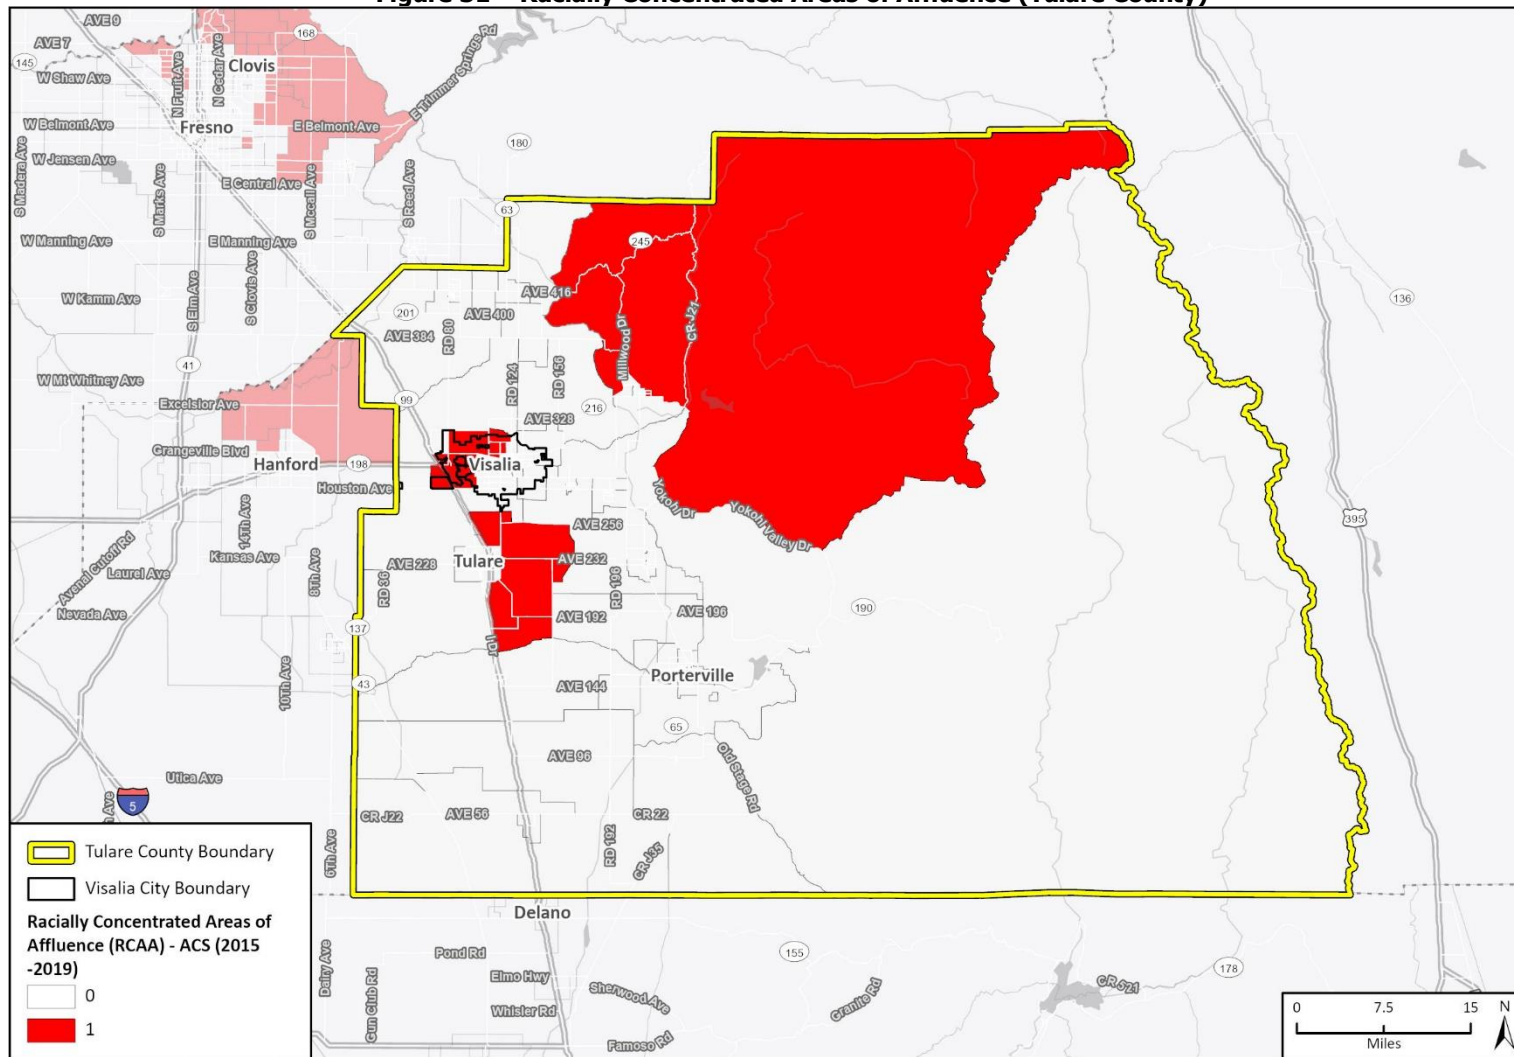 Figure 51 – Racially Concentrated Areas of Affluence (Tulare County)
AVE 9
AVE 7
145
W Shaw Ave
N Fruit Ave
N Cedar Ave
Clovis
168
E Trimmer Springs Rd
W Belmont Ave
Fresno
E Belmont Ave
180
W Jensen Ave
S Madera Ave
S Marks Ave
E Central Ave
S Mccall Ave
S Reed Ave
63
W Manning Ave
E Manning Ave
245
S Elm Ave
S Clovis Ave
W Kamm Ave
AVE 416
136
201
AVE 400
AVE 384
RD 80
Millwood Dr
CR J21
41
W Mt Whitney Ave
RD 124
RD 156
Excelsior Ave
99
216
AVE 328
Grangeville Blvd
Hanford
198
Visalia
Houston Ave
Yokohl Dr
Yokohl Valley Dr
14Th Ave
AVE 256
395
Avenal Cutoff Rd
Kansas Ave
8Th Ave
AVE 228
Tulare
AVE 232
Laurel Ave
RD 36
RD 196
Nevada Ave
AVE 192
AVE 196
190
137
I Dr
10Th Ave
43
AVE 144
Porterville
65
AVE 96
Old Stage Rd
Utica Ave
5
CR J22
AVE 56
CR 22
6Th Ave
RD 192
CR J35
Delano
Dairy Ave
Gun Club Rd
Pond Rd
Elmo Hwy
Whisler Rd
Sherwood Ave
Famoso Rd
155
Granite Rd
CR 521
178
Tulare County Boundary
Visalia City Boundary
Racially Concentrated Areas of
Affluence (RCAA) - ACS (2015
-2019)
0
1
0 7.5 15
Miles
N